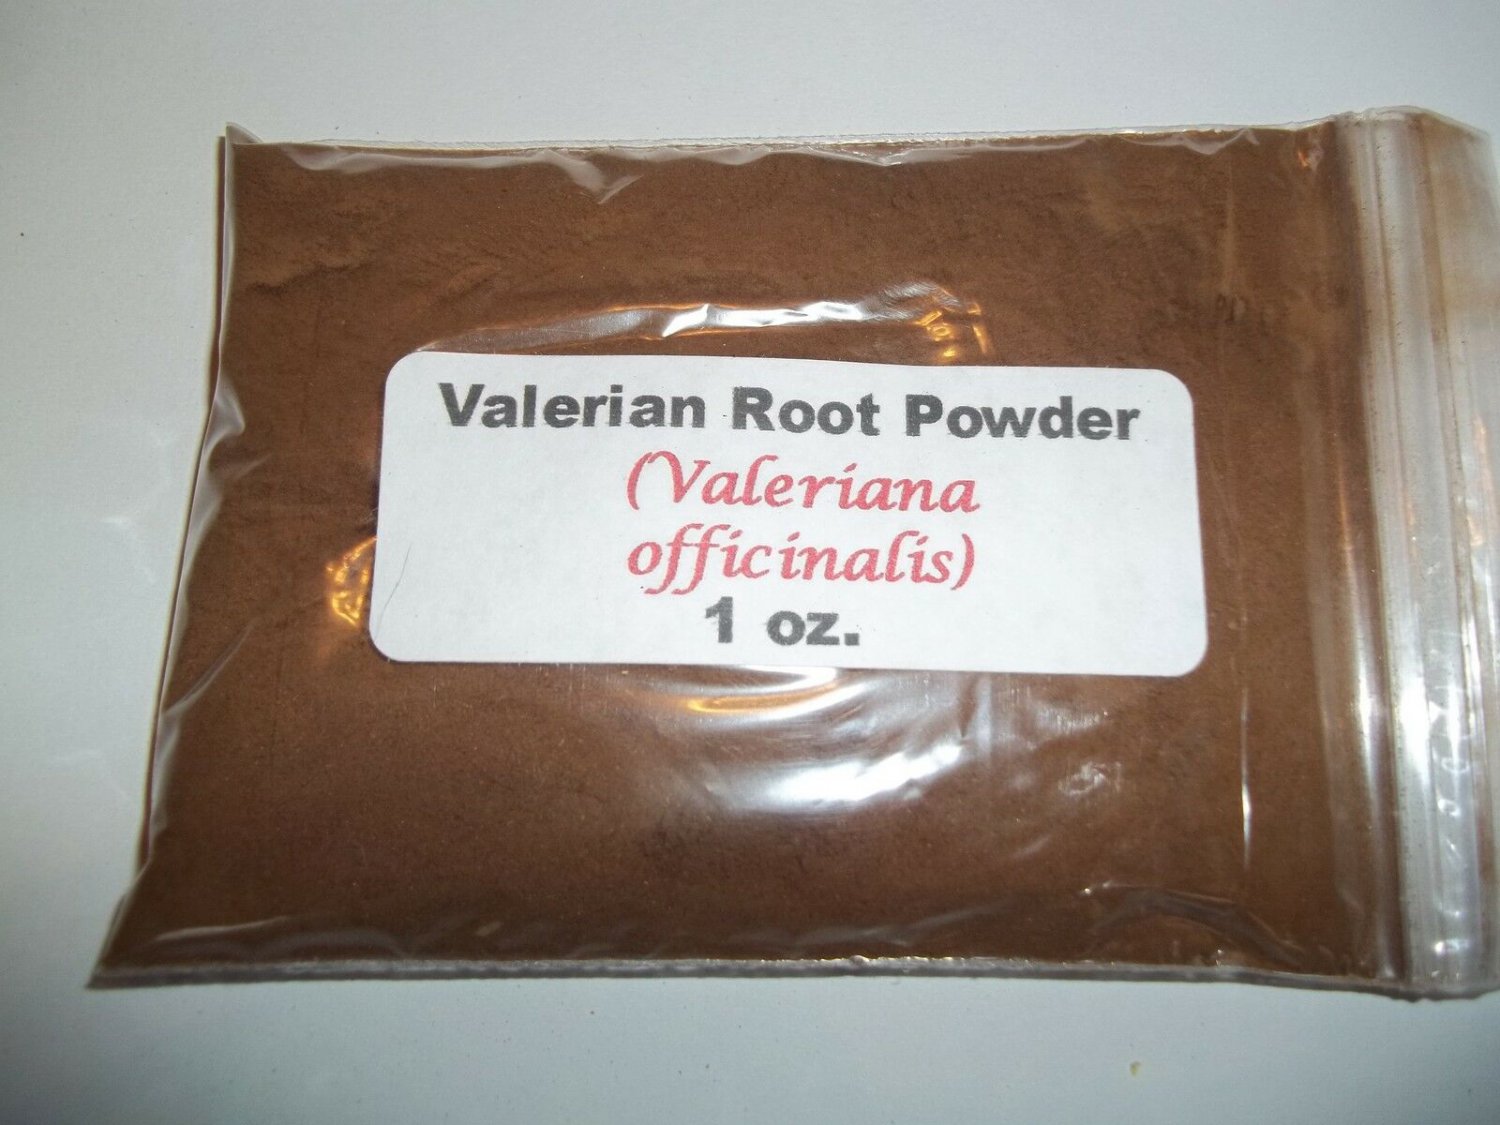 Valerian Root Powder
(Valeriana
officinalis)
1 oz.